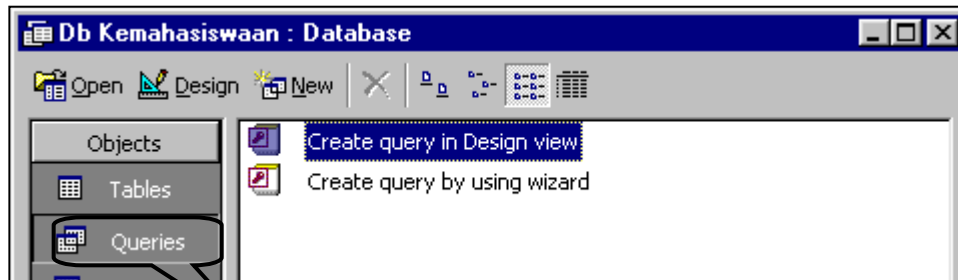 Db Kemahasiswaan : Database
Open Design New
Objects
Create query in Design view
Tables
Create query by using wizard
Queries